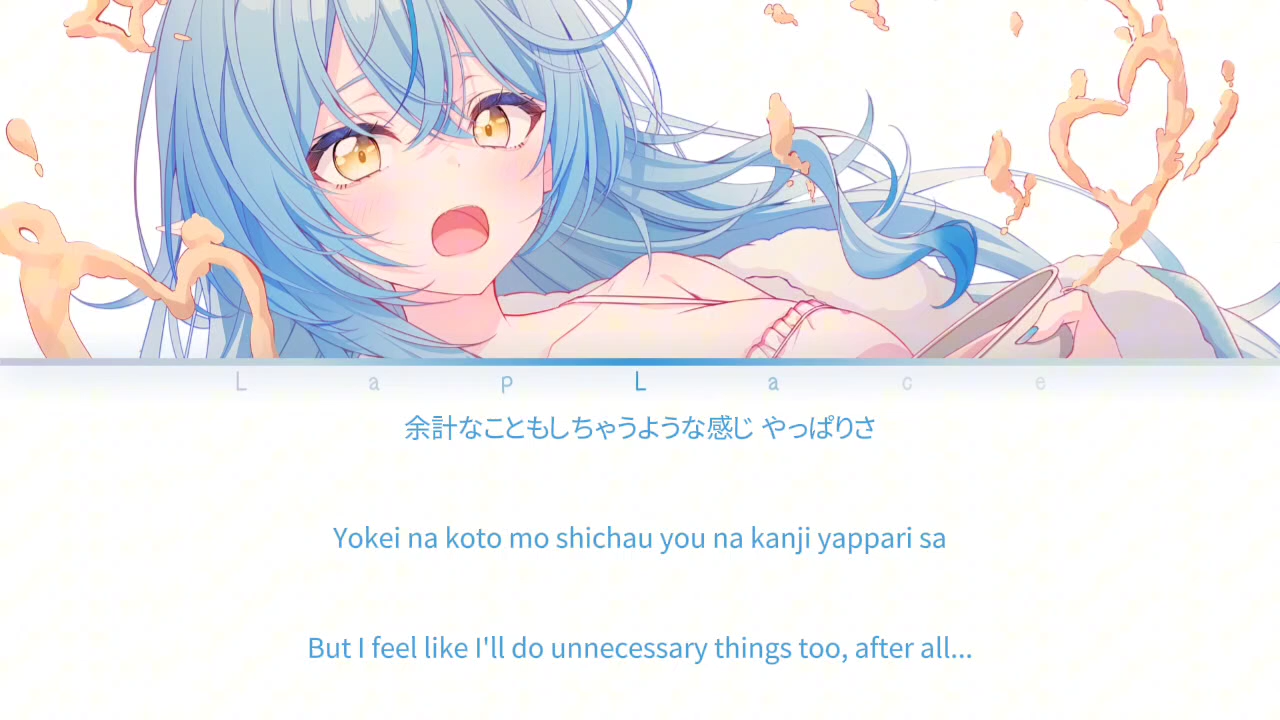 L a p L a c e
余計なこともしちゃうような感じ やっぱりさ
Yokei na koto mo shichau you na kanji yappari sa
But I feel like I'll do unnecessary things too, after all...